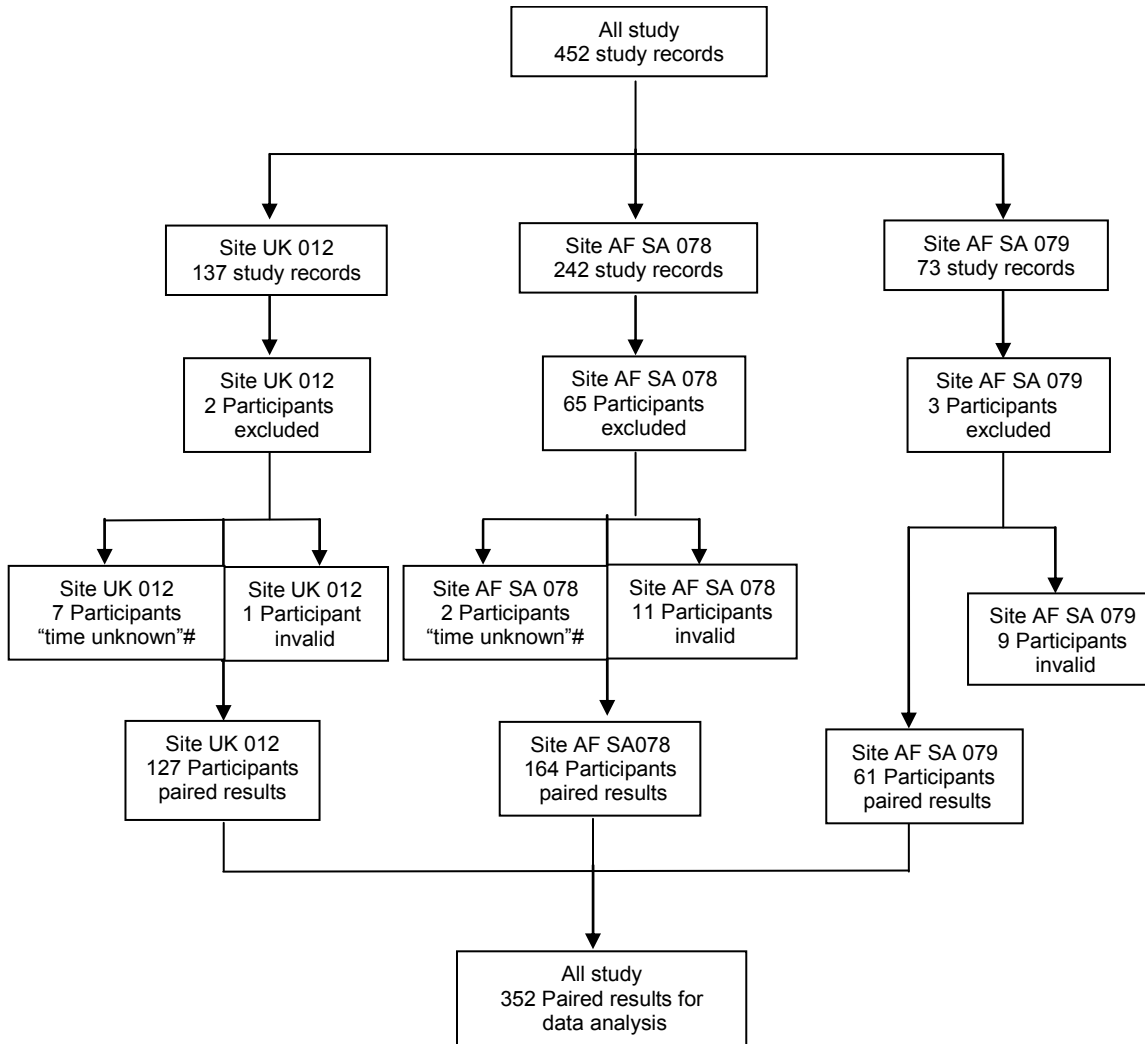 All study
452 study records
Site UK 012
137 study records
Site AF SA 078
242 study records
Site AF SA 079
73 study records
Site UK 012
2 Participants
excluded
Site AF SA 078
65 Participants
excluded
Site AF SA 079
3 Participants
excluded
Site UK 012
7 Participants
“time unknown”#
Site UK 012
1 Participant
invalid
Site AF SA 078
2 Participants
“time unknown”#
Site AF SA 078
11 Participants
invalid
Site AF SA 079
9 Participants
invalid
Site UK 012
127 Participants
paired results
Site AF SA078
164 Participants
paired results
Site AF SA 079
61 Participants
paired results
All study
352 Paired results for
data analysis